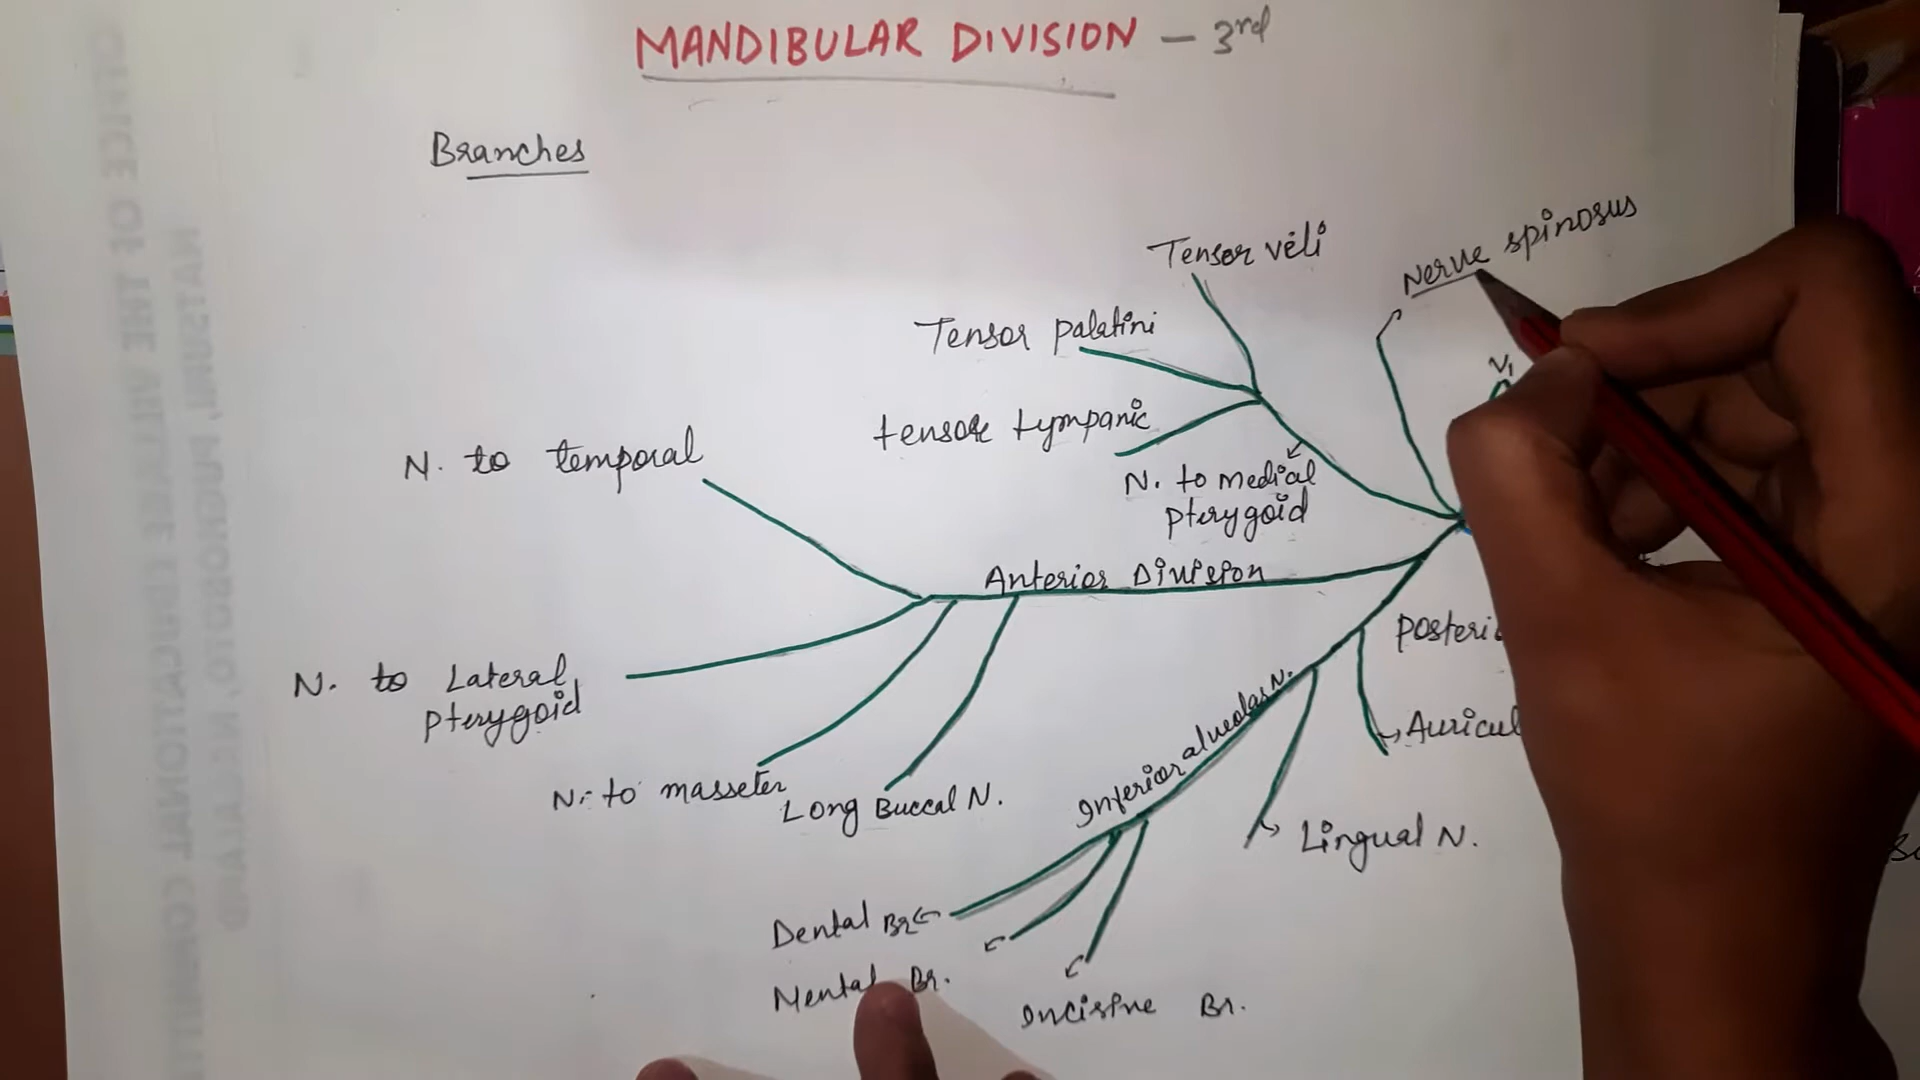 MANDIBULAR DIVISION – 3rd
Branches
Nerve spinosus
Tensor veli
Tensor palatini
V1
tensor tympanic
N. to temporal
N. to medial
pterygoid
Anterior Division
Posteri
N. to Lateral
pterygoid
Inferior alveolar N.
Auricul
N. to masseter
Long Buccal N.
Lingual N.
Dental Br
Mental Br.
Incisive Br.